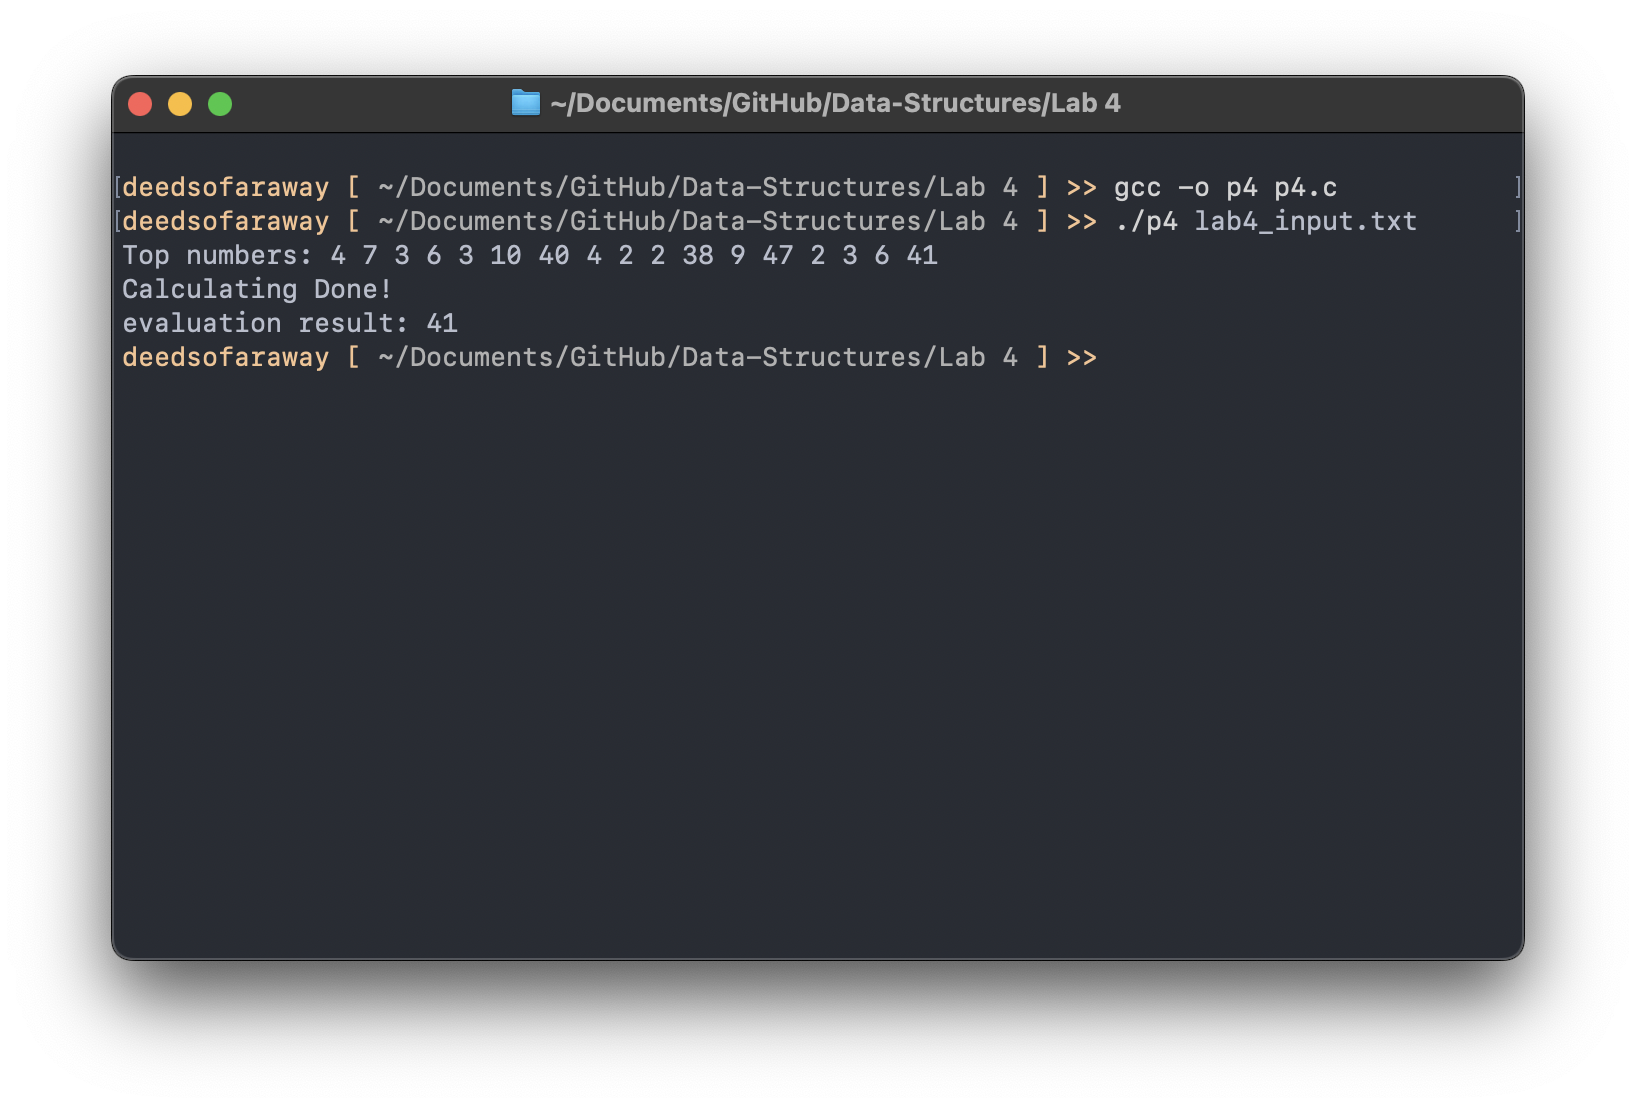 ~/Documents/GitHub/Data-Structures/Lab 4
[deedsofaraway [ ~/Documents/GitHub/Data-Structures/Lab 4 ] >> gcc -o p4 p4.c ]
[deedsofaraway [ ~/Documents/GitHub/Data-Structures/Lab 4 ] >> ./p4 lab4_input.txt ]
Top numbers: 4 7 3 6 3 10 40 4 2 2 38 9 47 2 3 6 41
Calculating Done!
evaluation result: 41
deedsofaraway [ ~/Documents/GitHub/Data-Structures/Lab 4 ] >>